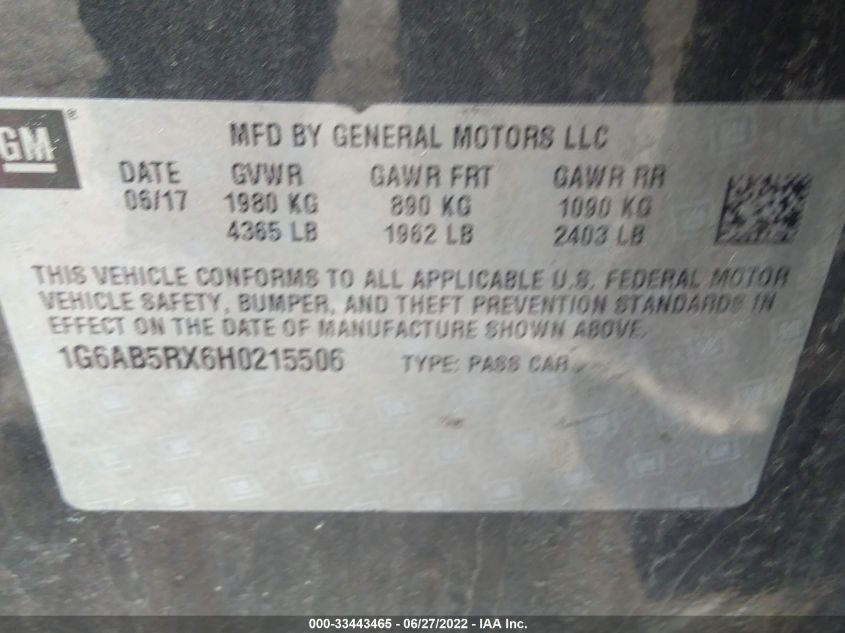 GM®
MFD BY GENERAL MOTORS LLC
DATE GVWR GAWR FRT GAWR RR
06/17 1980 KG 890 KG 1090 KG
4365 LB 1962 LB 2403 LB
THIS VEHICLE CONFORMS TO ALL APPLICABLE U.S. FEDERAL MOTOR
VEHICLE SAFETY, BUMPER, AND THEFT PREVENTION STANDARDS IN
EFFECT ON THE DATE OF MANUFACTURE SHOWN ABOVE.
1G6AB5RX6H0215506 TYPE: PASS CAR
000-33443465 - 06/27/2022 - IAA Inc.